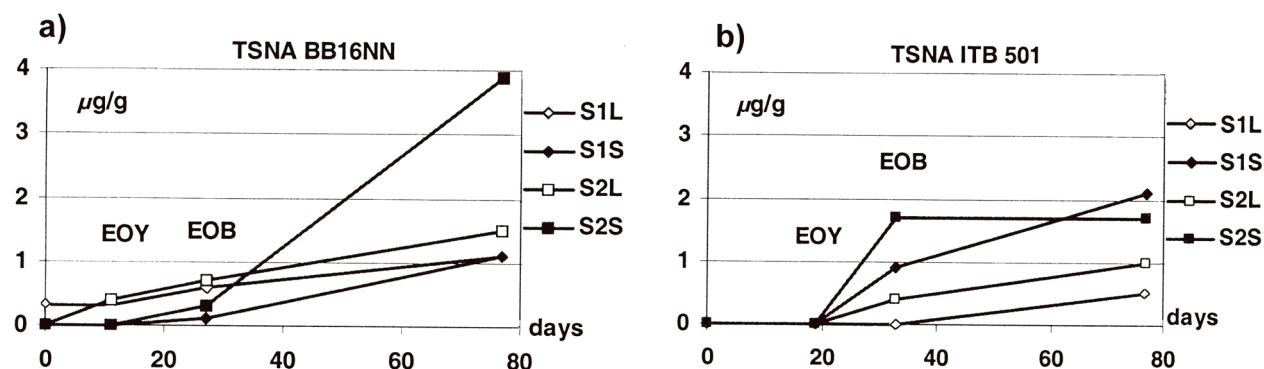 a)
TSNA BB16NN
4
3
2
1
0
µg/g
EOY
EOB
0
20
40
60
80
days
S1L
S1S
S2L
S2S
b)
TSNA ITB 501
4
3
2
1
0
µg/g
EOB
EOY
0
20
40
60
80
days
S1L
S1S
S2L
S2S